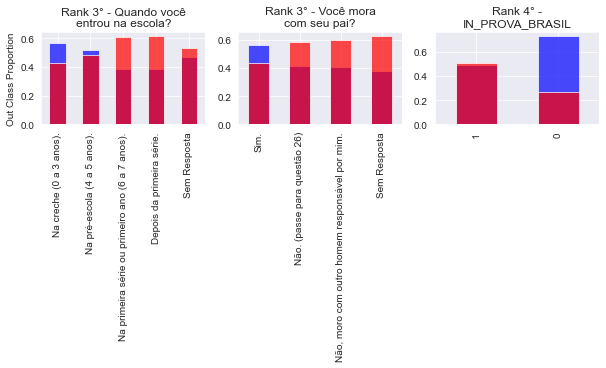 Rank 3° - Quando você
entrou na escola?
Out Class Proportion
0.6
0.4
0.2
0.0
Na creche (0 a 3 anos).
Na pré-escola (4 a 5 anos).
Na primeira série ou primeiro ano (6 a 7 anos).
Depois da primeira série.
Sem Resposta
Rank 3° - Você mora
com seu pai?
0.6
0.4
0.2
0.0
Sim.
Não. (passe para questão 26)
Não, moro com outro homem responsável por mim.
Sem Resposta
Rank 4° -
IN_PROVA_BRASIL
0.6
0.4
0.2
0.0
1
0